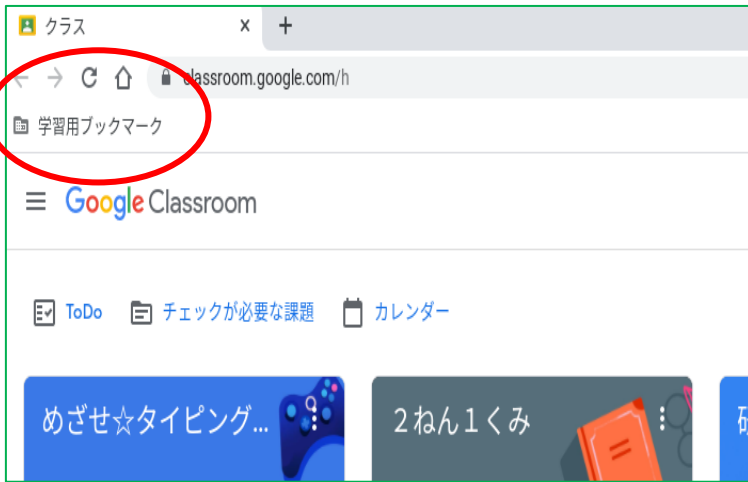 クラス
classroom.google.com/h
学習用ブックマーク
Google Classroom
ToDo チェックが必要な課題 カレンダー
めざせ☆タイピング...
２ねん１くみ